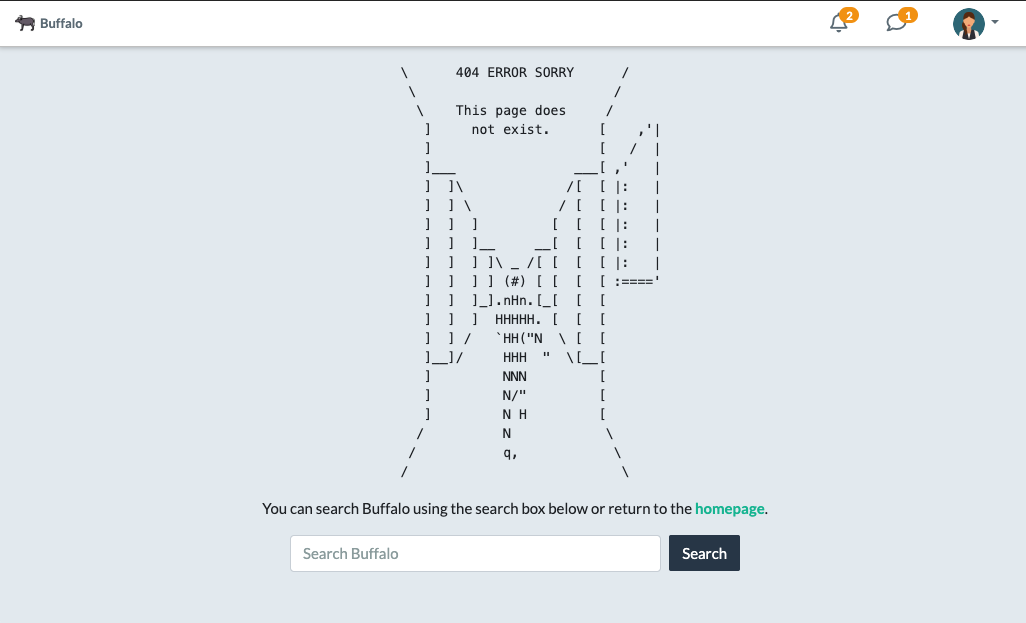 Buffalo
2
1
\      404 ERROR SORRY      /
 \                         /
  \    This page does     /
   ]     not exist.      [    ,'|
   ]                     [   /  |
   ]___               ___[ ,'   |
   ]  ]\             /[  [ |:   |
   ]  ] \           / [  [ |:   |
   ]  ]  ]         [  [  [ |:   |
   ]  ]  ]__     __[  [  [ |:   |
   ]  ]  ] ]\ _ /[ [  [  [ |:   |
   ]  ]  ] ] (#) [ [  [  [ :===='
   ]  ]  ]_].nHn.[_[  [  [
   ]  ]  ]  HHHHH. [  [  [
   ]  ] /   `HH("N  \ [  [
   ]__]/     HHH  "  \[__[
   ]         NNN         [
   ]         N/"         [
   ]         N H         [
  /          N            \
 /           q,            \
/                           \
You can search Buffalo using the search box below or return to the homepage.
Search Buffalo
Search